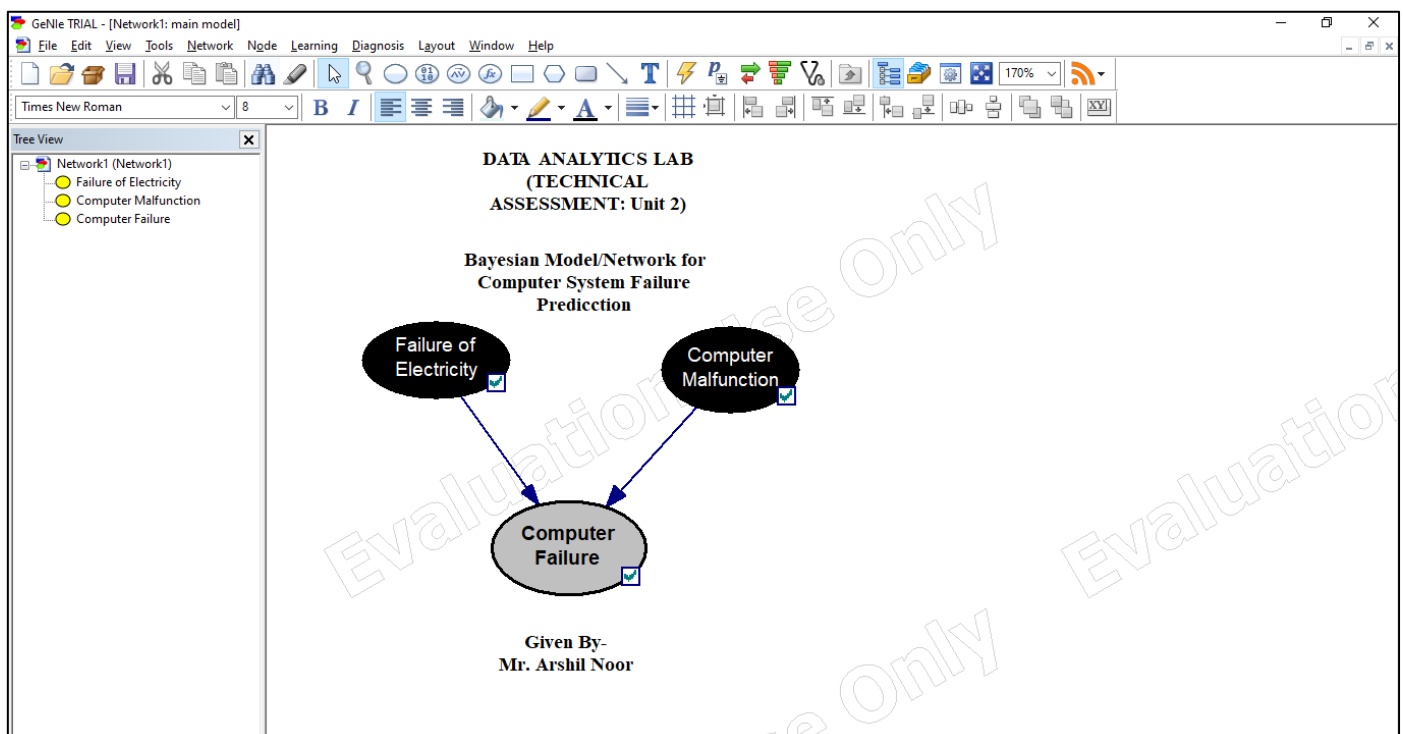 GeNIe TRIAL - [Network1: main model]
File Edit View Tools Network Node Learning Diagnosis Layout Window Help
T 170%
Times New Roman 8 B I A XY
Tree View
Network1 (Network1)
Failure of Electricity
Computer Malfunction
Computer Failure
DATA ANALYTICS LAB
(TECHNICAL
ASSESSMENT: Unit 2)
Bayesian Model/Network for
Computer System Failure
Predicction
Failure of
Electricity
Computer
Malfunction
Computer
Failure
Given By-
Mr. Arshil Noor
Evaluation Use Only
Evaluation
Use Only